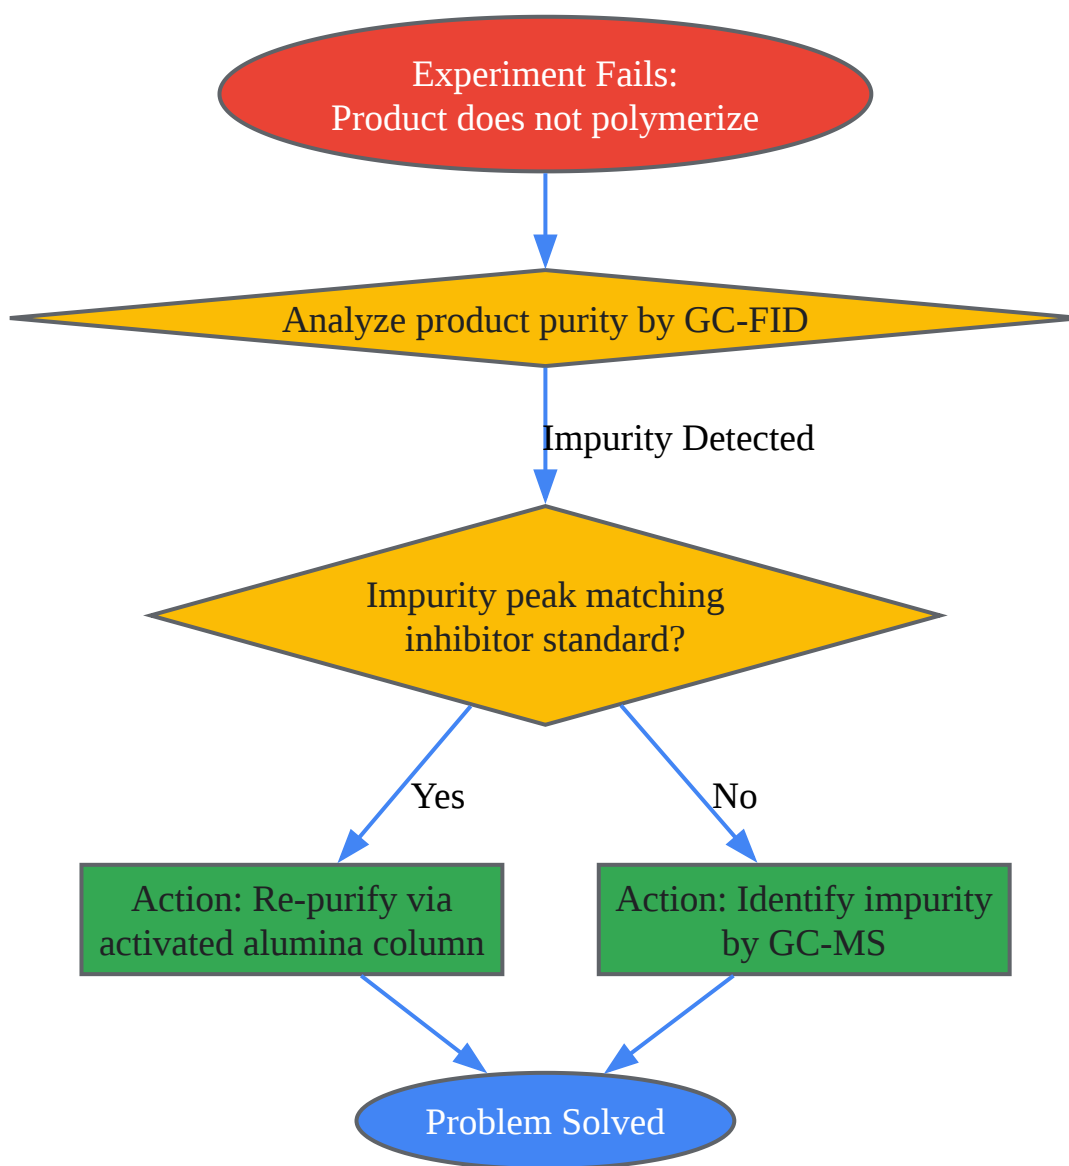 Experiment Fails:
Product does not polymerize
Analyze product purity by GC-FID
Impurity Detected
Impurity peak matching
inhibitor standard?
Yes
No
Action: Re-purify via
activated alumina column
Action: Identify impurity
by GC-MS
Problem Solved